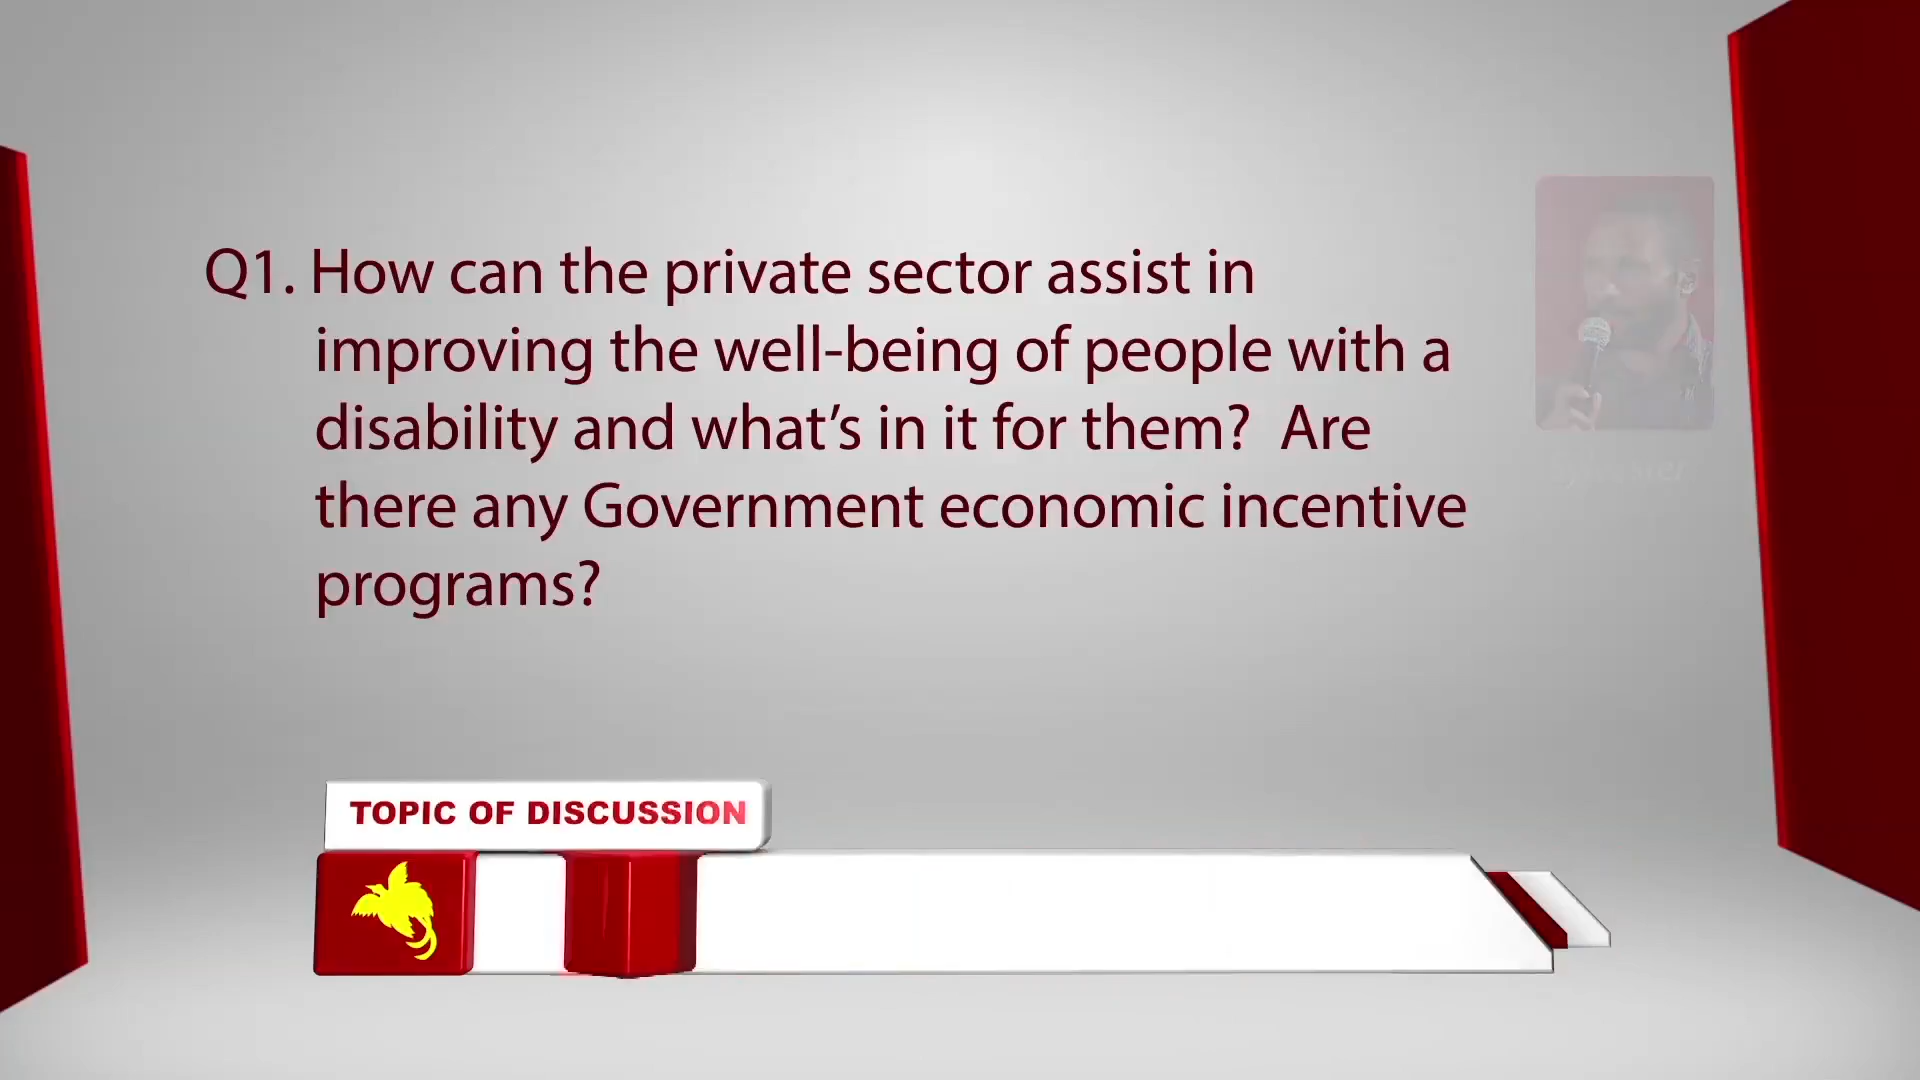 Q1. How can the private sector assist in
improving the well-being of people with a
disability and what’s in it for them?  Are
there any Government economic incentive
programs?
Sylvester
TOPIC OF DISCUSSION